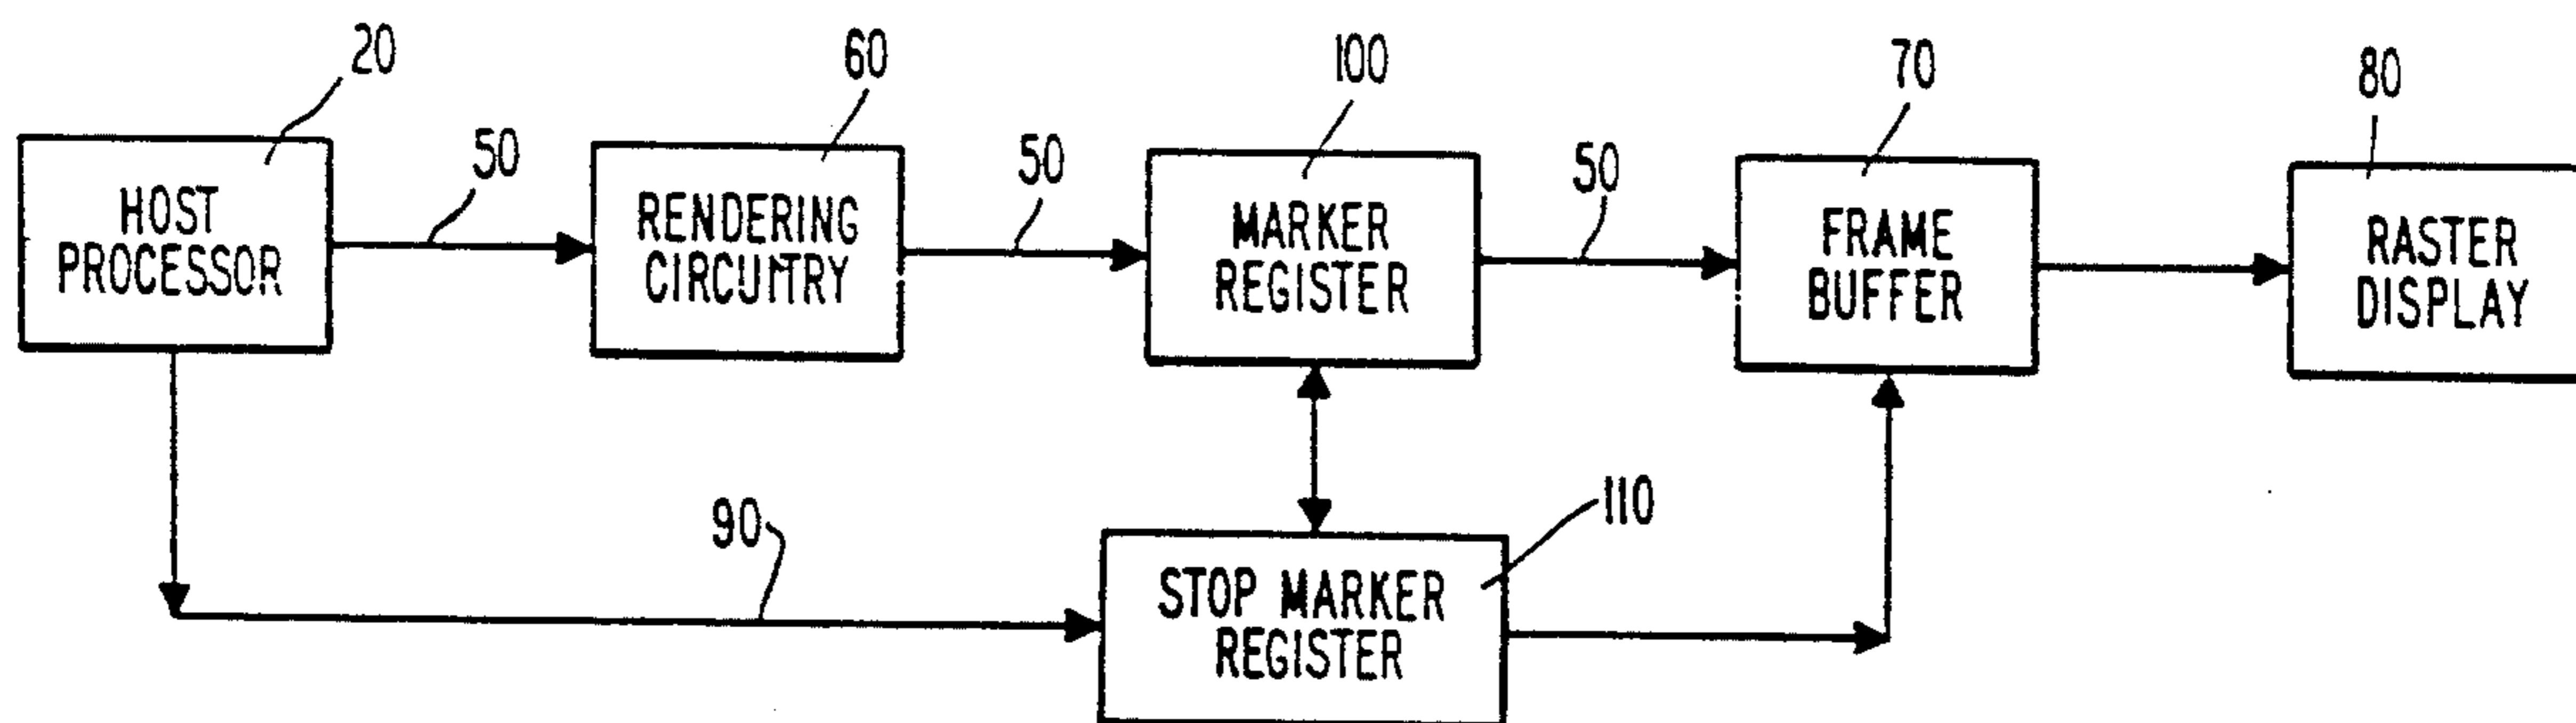 20
60
100
70
80
50
50
50
HOST
PROCESSOR
RENDERING
CIRCUITRY
MARKER
REGISTER
FRAME
BUFFER
RASTER
DISPLAY
90
110
STOP MARKER
REGISTER